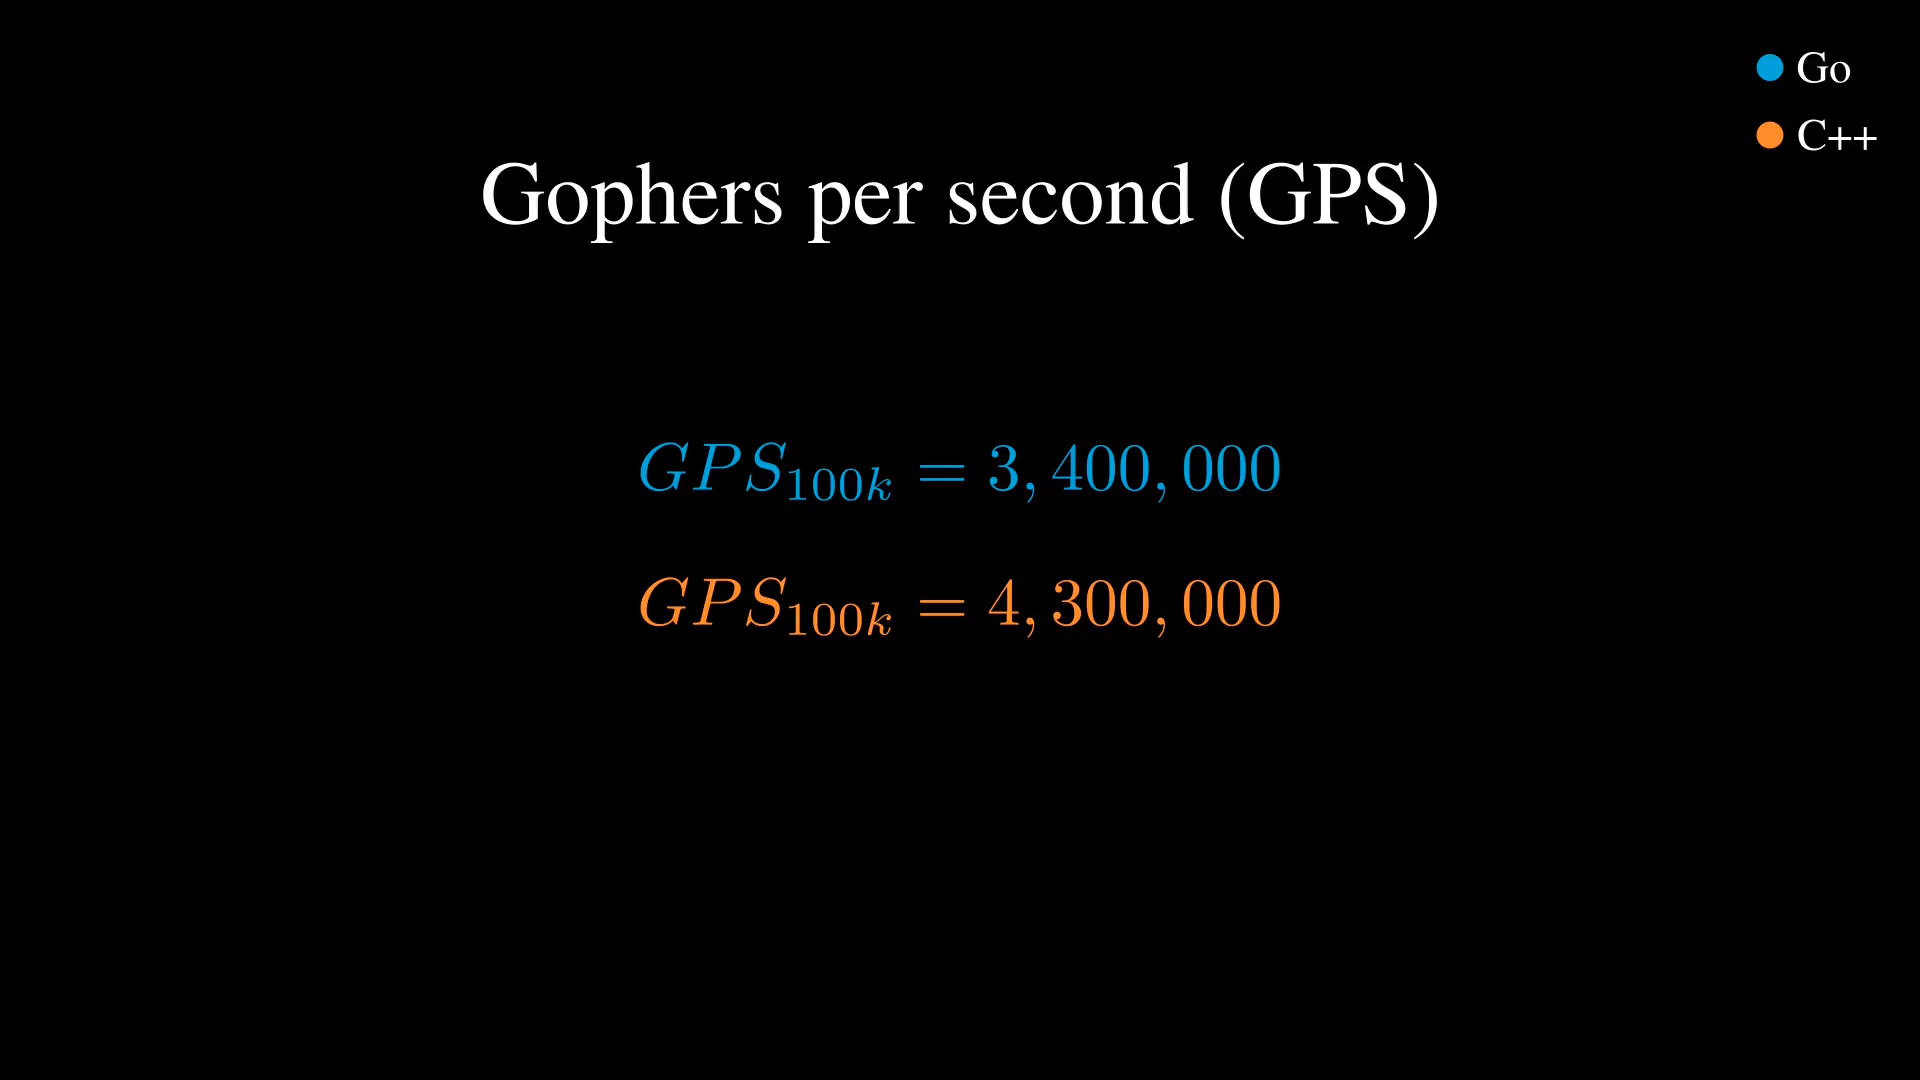 Go
C++
Gophers per second (GPS)
GPS₁₀₀ₖ = 3,400,000
GPS₁₀₀ₖ = 4,300,000